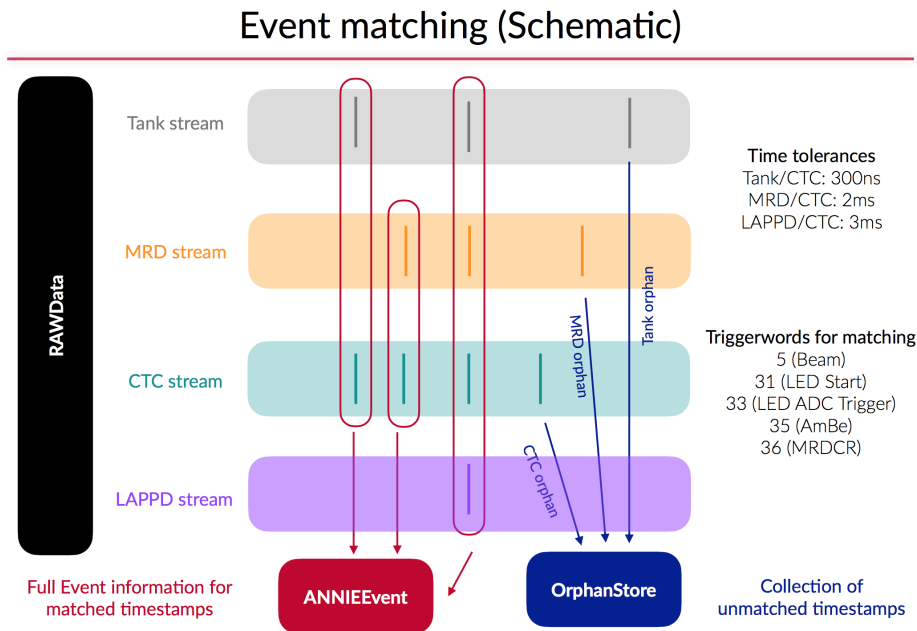 Event matching (Schematic)
RAWData
Tank stream
MRD stream
CTC stream
LAPPD stream
MRD orphan
Tank orphan
CTC orphan
Time tolerances
Tank/CTC: 300ns
MRD/CTC: 2ms
LAPPD/CTC: 3ms
Triggerwords for matching
5 (Beam)
31 (LED Start)
33 (LED ADC Trigger)
35 (AmBe)
36 (MRDCR)
Full Event information for
matched timestamps
ANNIEEvent
OrphanStore
Collection of
unmatched timestamps